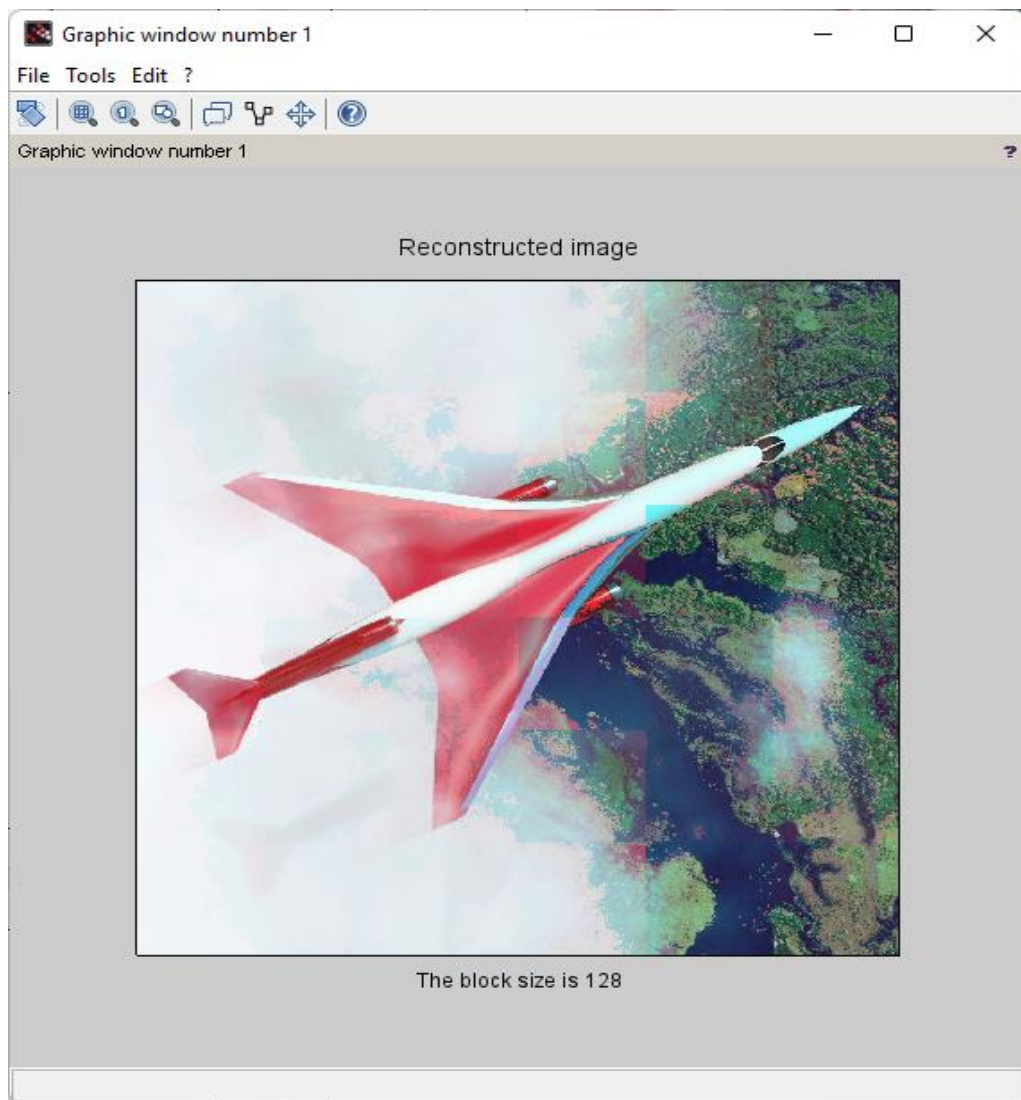 Graphic window number 1
File Tools Edit ?
Graphic window number 1 ?
Reconstructed image
The block size is 128